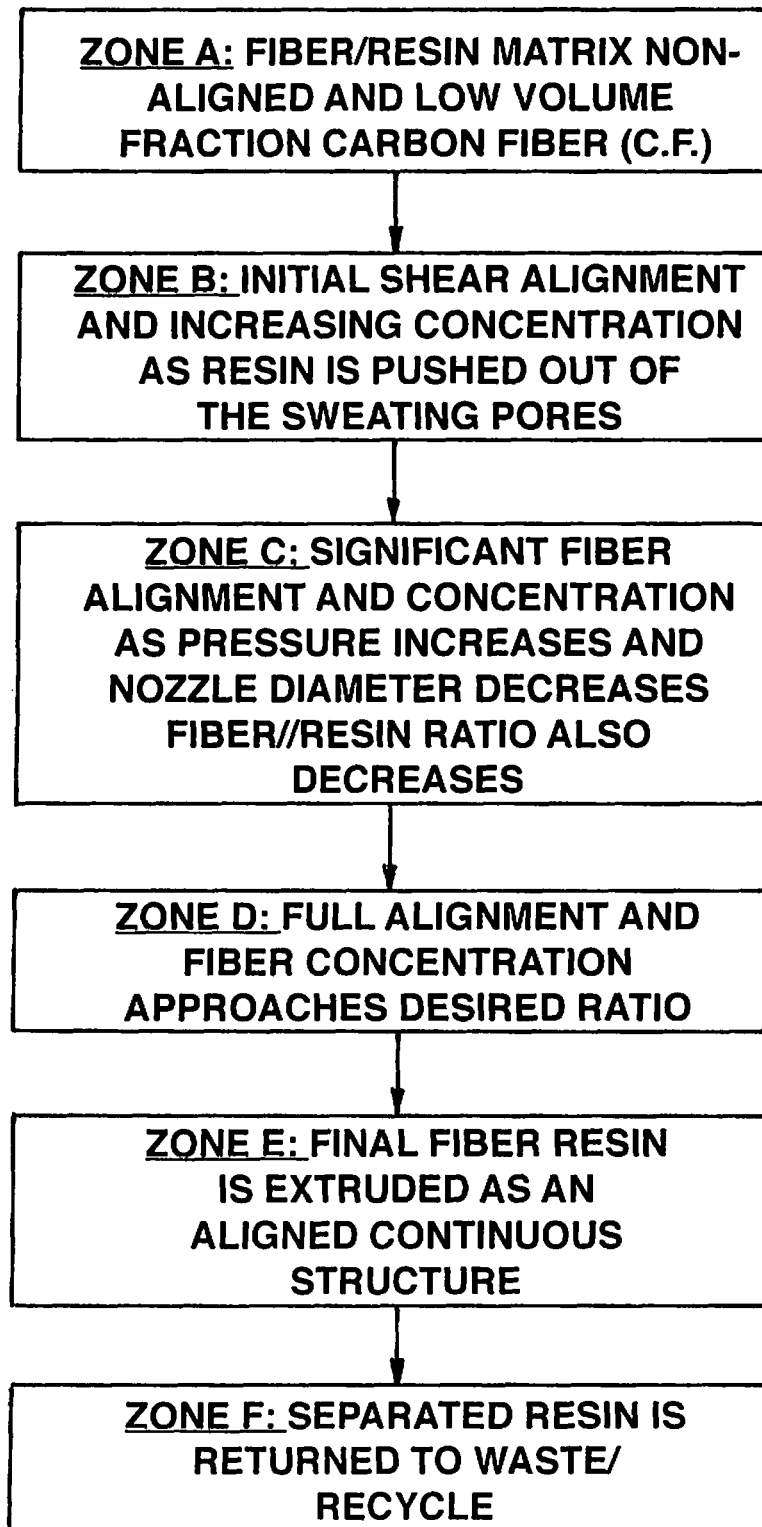 ZONE A: FIBER/RESIN MATRIX NON-
ALIGNED AND LOW VOLUME
FRACTION CARBON FIBER (C.F.)
ZONE B: INITIAL SHEAR ALIGNMENT
AND INCREASING CONCENTRATION
AS RESIN IS PUSHED OUT OF
THE SWEATING PORES
ZONE C: SIGNIFICANT FIBER
ALIGNMENT AND CONCENTRATION
AS PRESSURE INCREASES AND
NOZZLE DIAMETER DECREASES
FIBER//RESIN RATIO ALSO
DECREASES
ZONE D: FULL ALIGNMENT AND
FIBER CONCENTRATION
APPROACHES DESIRED RATIO
ZONE E: FINAL FIBER RESIN
IS EXTRUDED AS AN
ALIGNED CONTINUOUS
STRUCTURE
ZONE F: SEPARATED RESIN IS
RETURNED TO WASTE/
RECYCLE